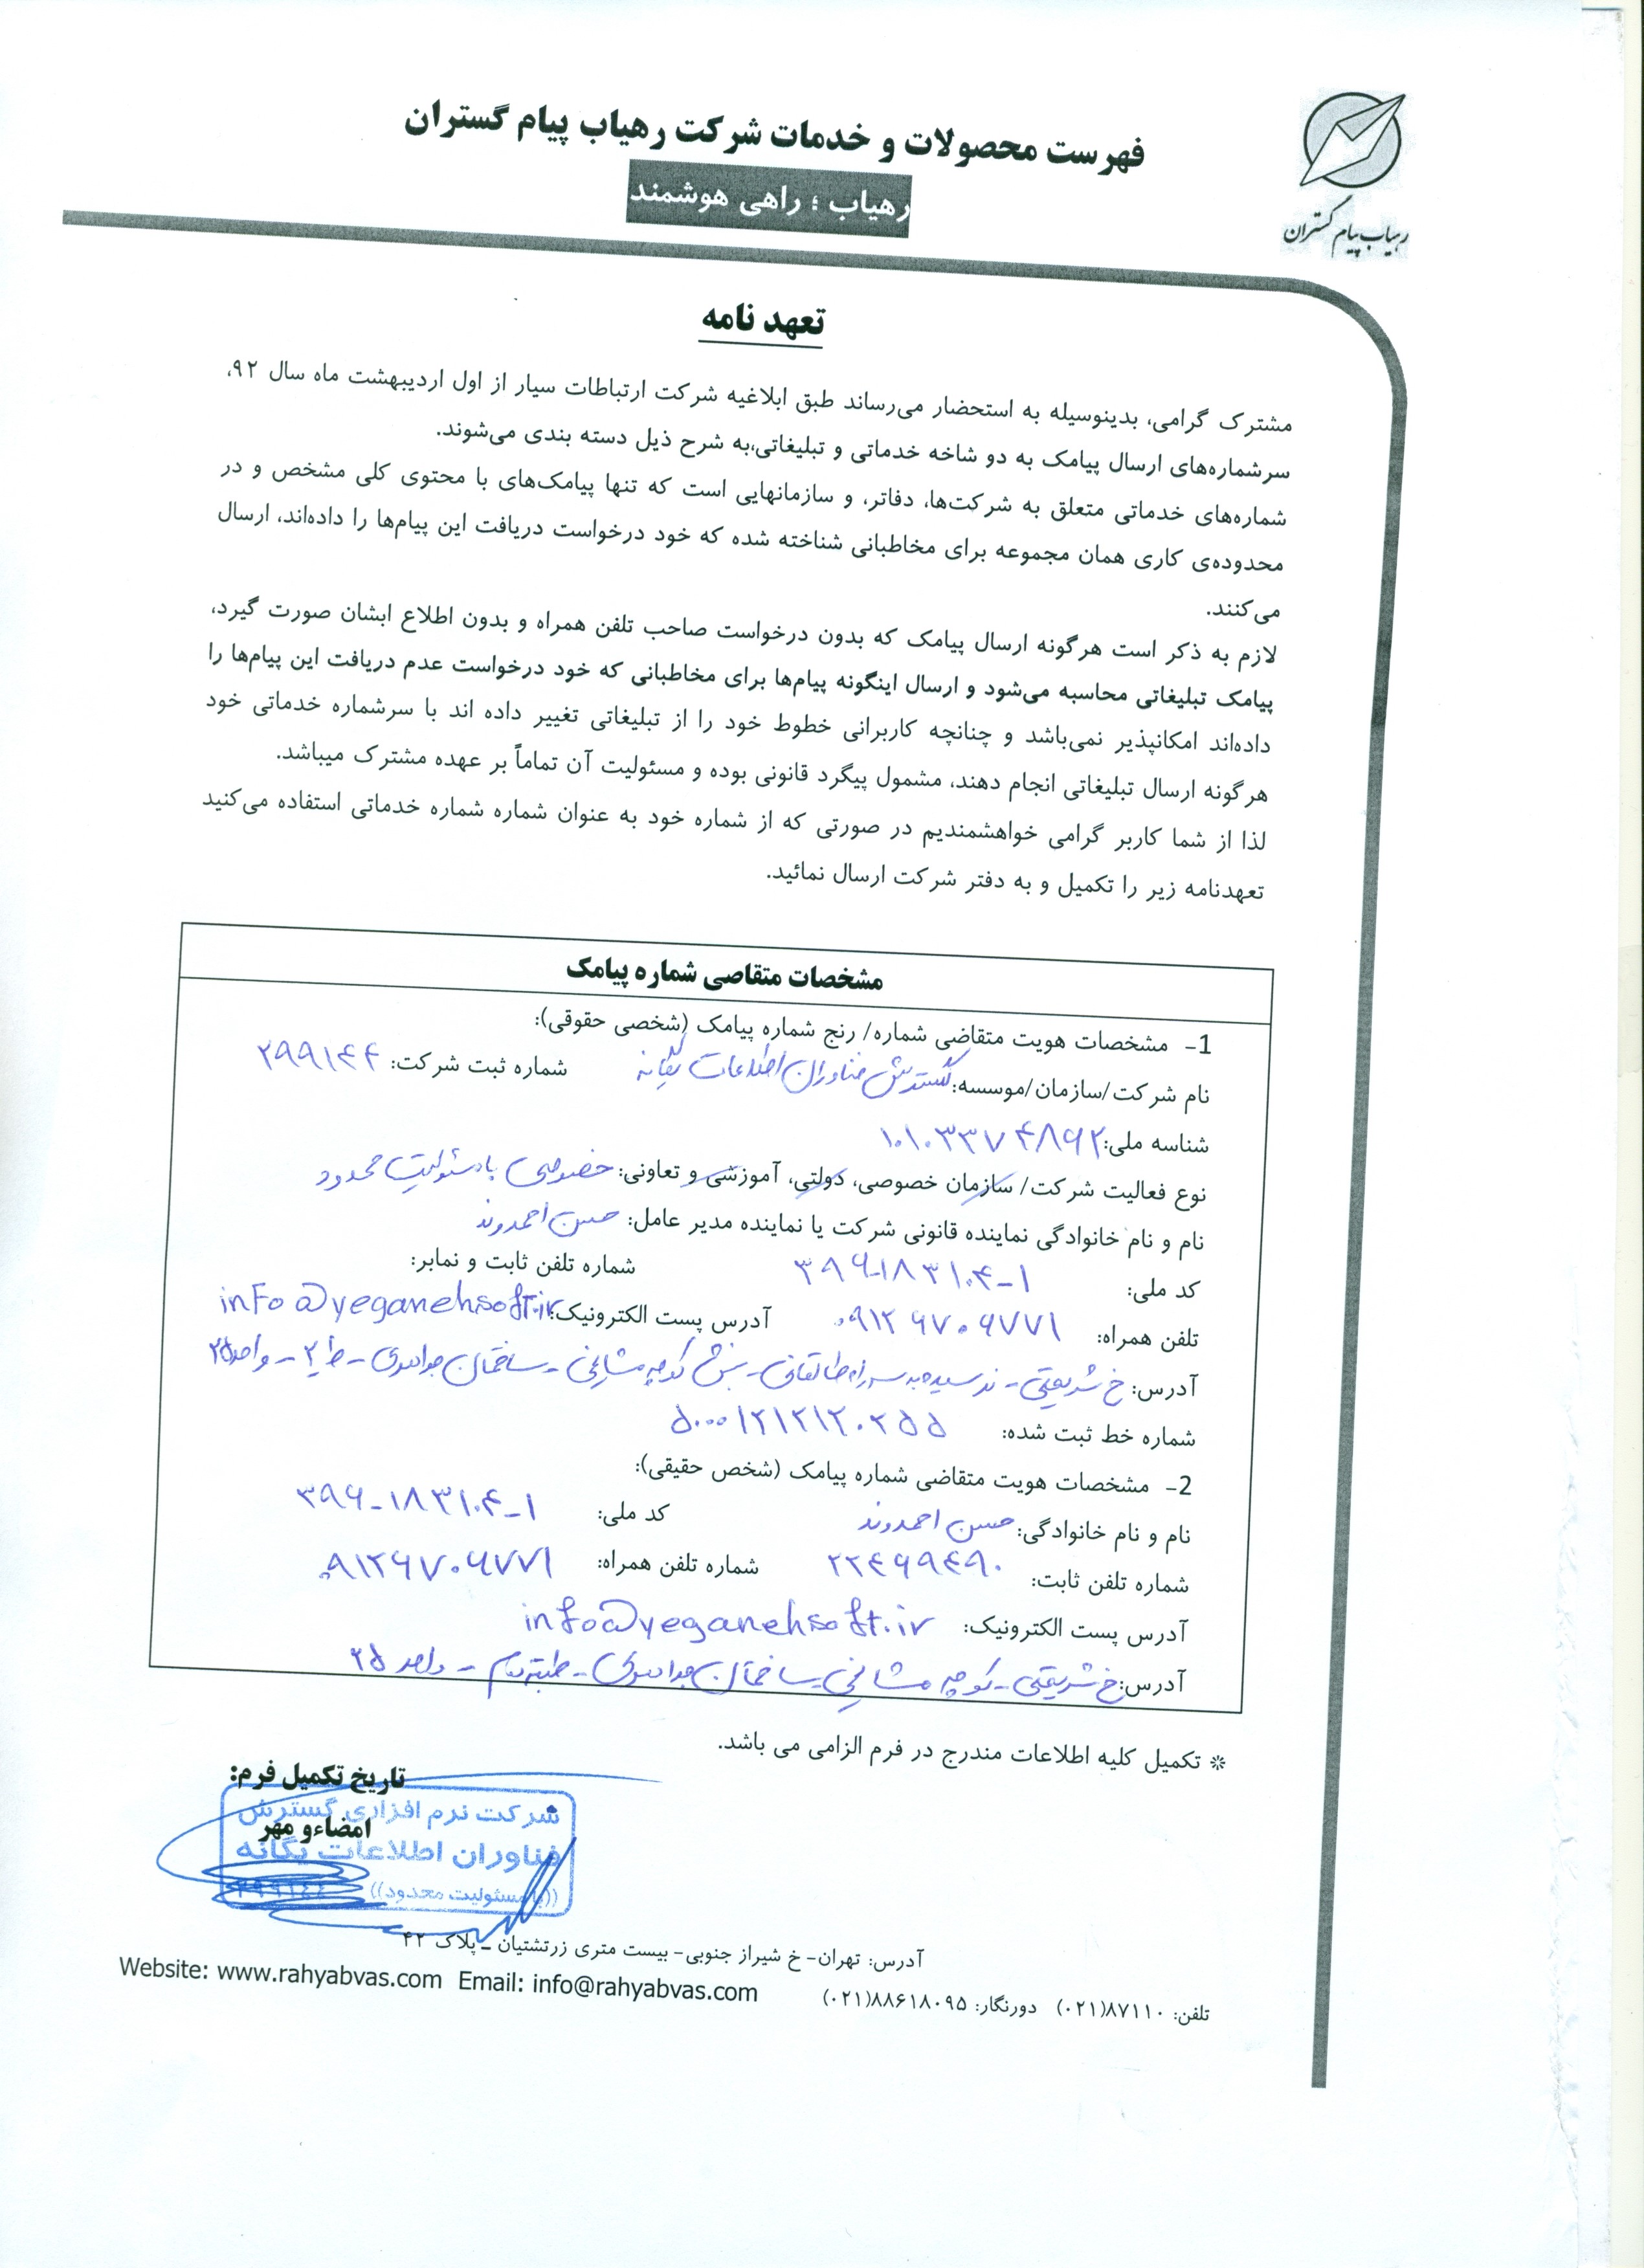 فهرست محصولات و خدمات شرکت رهیاب پیام گستران
رهیاب ؛ راهی هوشمند
رهیاب پیام گستران
تعهد نامه
مشترک گرامی، بدینوسیله به استحضار می‌رساند طبق ابلاغیه شرکت ارتباطات سیار از اول اردیبهشت ماه سال ۹۲،
سرشماره‌های ارسال پیامک به دو شاخه خدماتی و تبلیغاتی،به شرح ذیل دسته بندی می‌شوند.
شماره‌های خدماتی متعلق به شرکت‌ها، دفاتر، و سازمانهایی است که تنها پیامک‌های با محتوی کلی مشخص و در
محدوده‌ی کاری همان مجموعه برای مخاطبانی شناخته شده که خود درخواست دریافت این پیام‌ها را داده‌اند، ارسال
می‌کنند.
لازم به ذکر است هرگونه ارسال پیامک که بدون درخواست صاحب تلفن همراه و بدون اطلاع ایشان صورت گیرد،
پیامک تبلیغاتی محاسبه می‌شود و ارسال اینگونه پیام‌ها برای مخاطبانی که خود درخواست عدم دریافت این پیام‌ها را
داده‌اند امکانپذیر نمی‌باشد و چنانچه کاربرانی خطوط خود را از تبلیغاتی تغییر داده اند با سرشماره خدماتی خود
هرگونه ارسال تبلیغاتی انجام دهند، مشمول پیگرد قانونی بوده و مسئولیت آن تماماً بر عهده مشترک میباشد.
لذا از شما کاربر گرامی خواهشمندیم در صورتی که از شماره خود به عنوان شماره شماره خدماتی استفاده می‌کنید
تعهدنامه زیر را تکمیل و به دفتر شرکت ارسال نمائید.
مشخصات متقاصی شماره پیامک
1- مشخصات هویت متقاضی شماره/ رنج شماره پیامک (شخصی حقوقی):
نام شرکت/سازمان/موسسه: گسترش فناوران اطلاعات یگانه شماره ثبت شرکت: ۲۹۹۱۴۴
شناسه ملی: ۱۰۱۰۳۳۷۴۸۹۲
نوع فعالیت شرکت/ سازمان خصوصی، دولتی، آموزشی و تعاونی: خصوصی با مسئولیت محدود
نام و نام خانوادگی نماینده قانونی شرکت یا نماینده مدیر عامل: حسن احمدوند
کد ملی: ۳۹۶-۱۸۳۱۰۴-۱ شماره تلفن ثابت و نمابر:
تلفن همراه: ۰۹۱۲۶۷۰۶۷۷۱ آدرس پست الکترونیک: info@yeganehsoft.ir
آدرس: خ شریعتی - نرسیده به سه راه طالقانی - نبش کوچه مشایخی - ساختمان جواهری - ط ۲ - واحد ۲۵
شماره خط ثبت شده: ۵۰۰۰۱۲۱۲۱۲۰۲۵۵
2- مشخصات هویت متقاضی شماره پیامک (شخص حقیقی):
نام و نام خانوادگی: حسن احمدوند کد ملی: ۳۹۶-۱۸۳۱۰۴-۱
شماره تلفن ثابت: ۲۲۴۶۹۴۹۰ شماره تلفن همراه: ۰۹۱۲۶۷۰۶۷۷۱
آدرس پست الکترونیک: info@yeganehsoft.ir
آدرس: خ شریعتی - کوچه مشایخی - ساختمان جواهری - طبقه دوم - واحد ۲۵
* تکمیل کلیه اطلاعات مندرج در فرم الزامی می باشد.
تاریخ تکمیل فرم:
امضاءو مهر
شرکت نرم افزاری گسترش
فناوران اطلاعات یگانه
((با مسئولیت محدود)) ۲۹۹۱۴۴
آدرس: تهران- خ شیراز جنوبی- بیست متری زرتشتیان - پلاک ۴۲
تلفن: ۸۷۱۱۰(۰۲۱) دورنگار: ۸۸۶۱۸۰۹۵(۰۲۱) Website: www.rahyabvas.com Email: info@rahyabvas.com